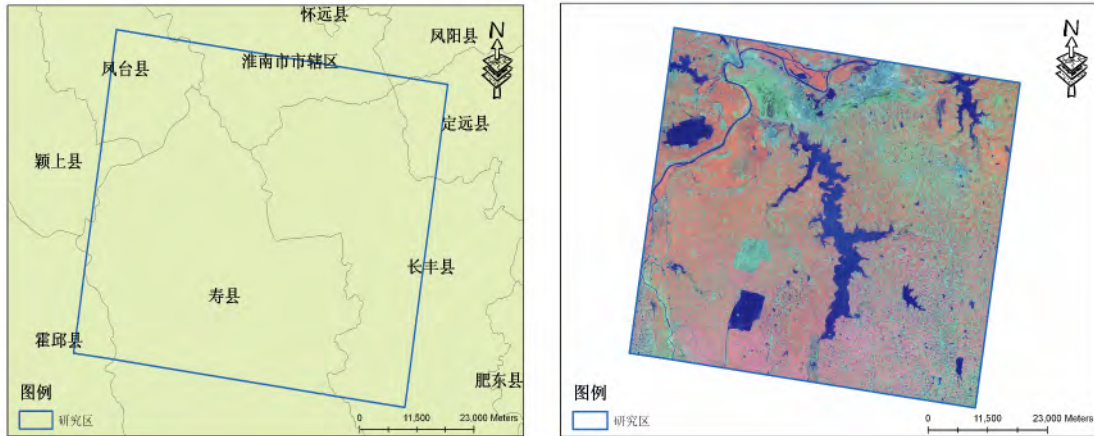 怀远县
N
凤阳县
淮南市市辖区
凤台县
定远县
颍上县
长丰县
寿县
霍邱县
肥东县
图例
研究区
0 11,500 23,000 Meters
N
图例
研究区
0 11,500 23,000 Meters